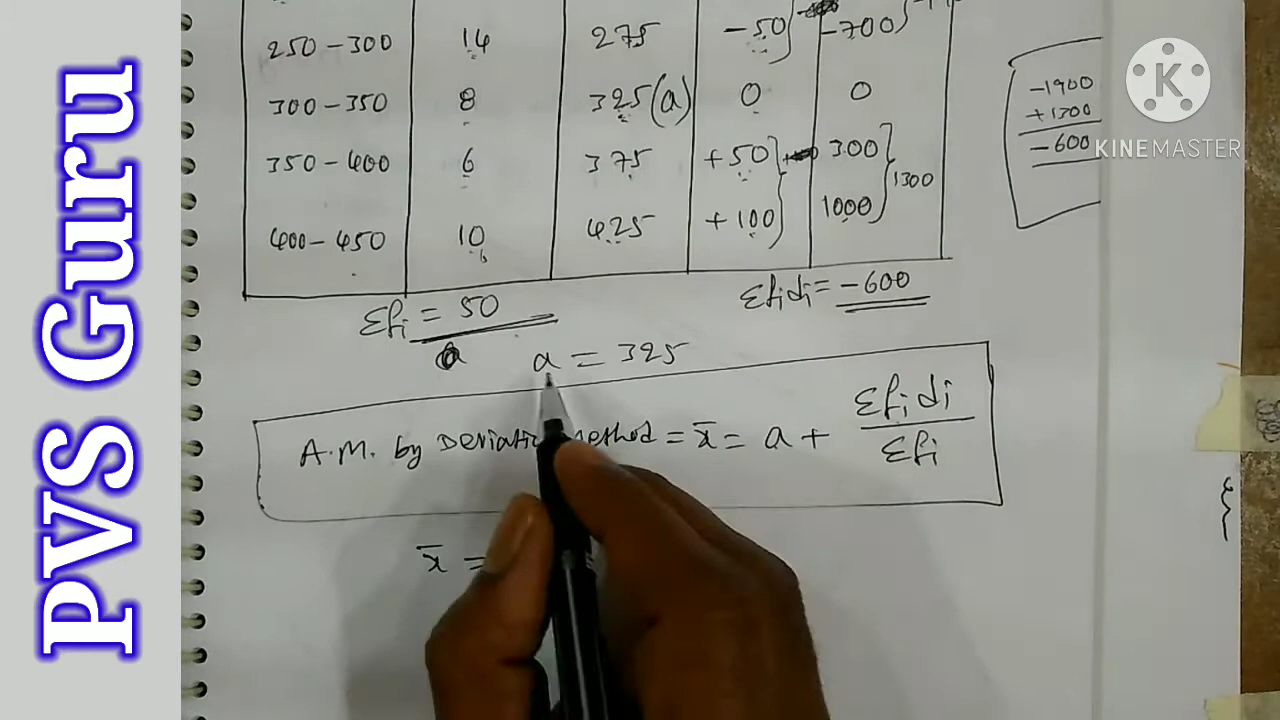 PVS Guru
250-300 14 275 -50 -700
300-350 8 325(a) 0 0
350-400 6 375 +50 300
400-450 10 425 +100 1000
1300
-1900
+1300
-600
KINEMASTER
Σfi = 50
Σfidi = -600
a = 325
A.M. by = x̄ = a + Σfidi / Σfi
x̄ =